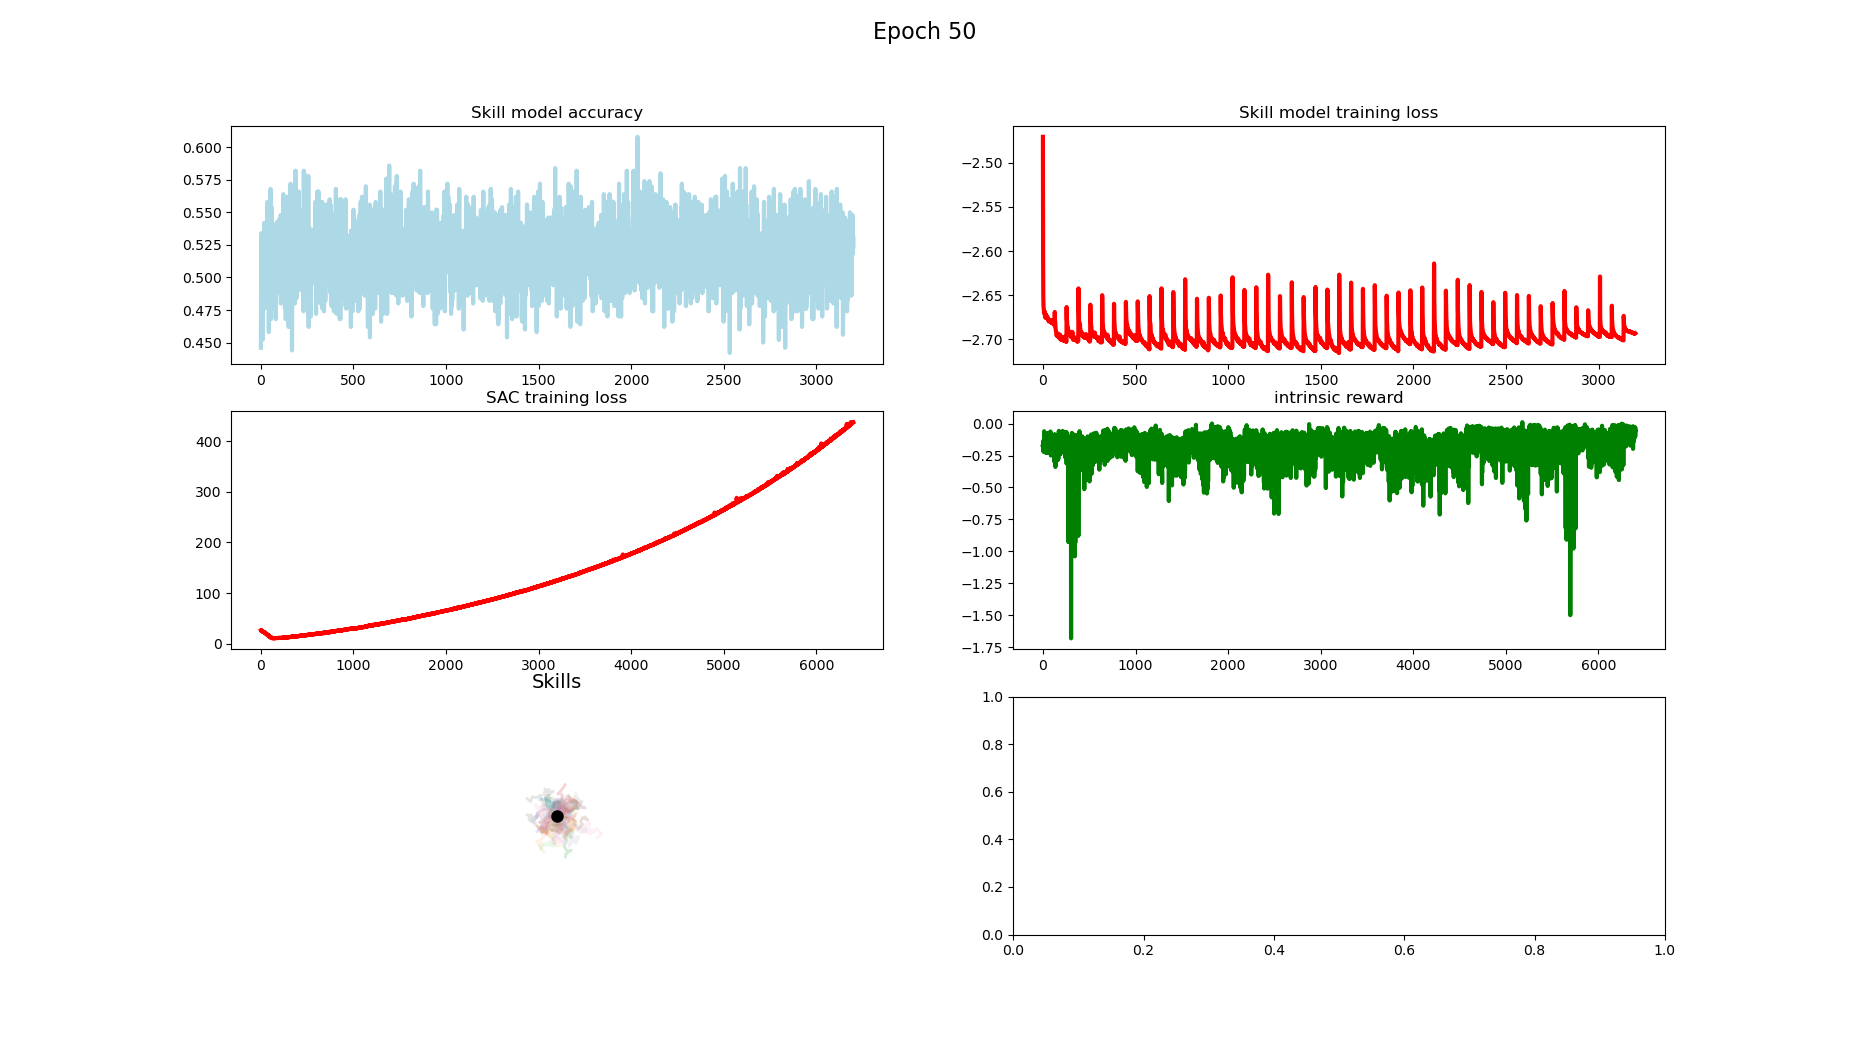 Epoch 50
Skill model accuracy
0.600
0.575
0.550
0.525
0.500
0.475
0.450
0 500 1000 1500 2000 2500 3000
Skill model training loss
−2.50
−2.55
−2.60
−2.65
−2.70
0 500 1000 1500 2000 2500 3000
SAC training loss
400
300
200
100
0
0 1000 2000 3000 4000 5000 6000
intrinsic reward
0.00
−0.25
−0.50
−0.75
−1.00
−1.25
−1.50
−1.75
0 1000 2000 3000 4000 5000 6000
Skills
1.0
0.8
0.6
0.4
0.2
0.0
0.0 0.2 0.4 0.6 0.8 1.0